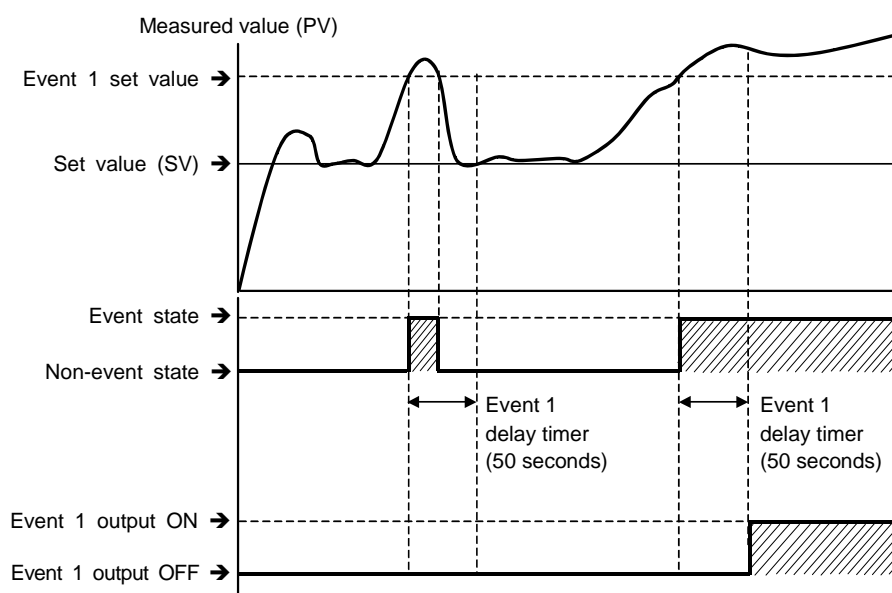 Measured value (PV)
Event 1 set value ➔
Set value (SV) ➔
Event state ➔
Non-event state ➔
Event 1
delay timer
(50 seconds)
Event 1
delay timer
(50 seconds)
Event 1 output ON ➔
Event 1 output OFF ➔